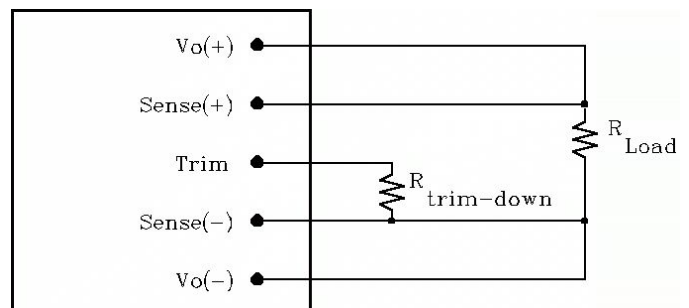 Vo(+)
Sense(+)
R
Load
Trim
R
trim-down
Sense(-)
Vo(-)